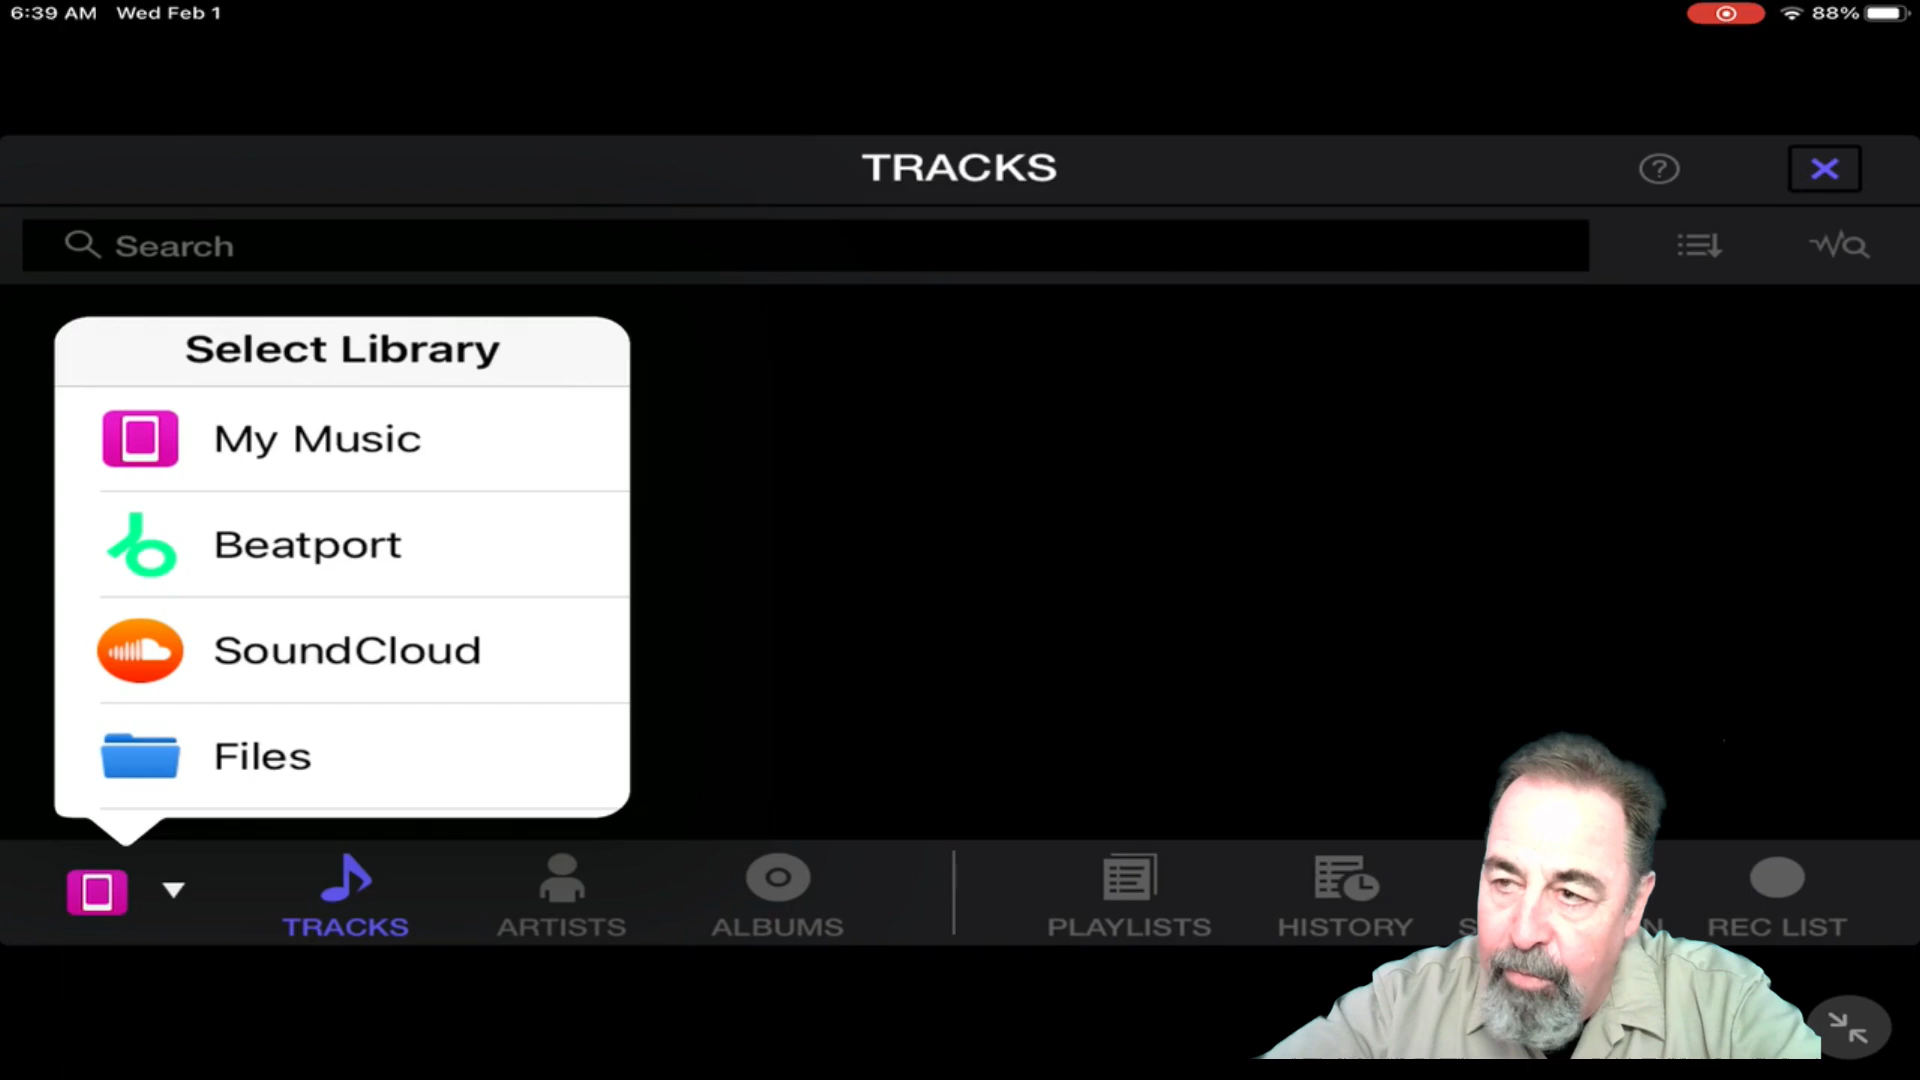 6:39 AM Wed Feb 1
88%
TRACKS
?
Search
Select Library
My Music
Beatport
SoundCloud
Files
TRACKS
ARTISTS
ALBUMS
PLAYLISTS
HISTORY
REC LIST